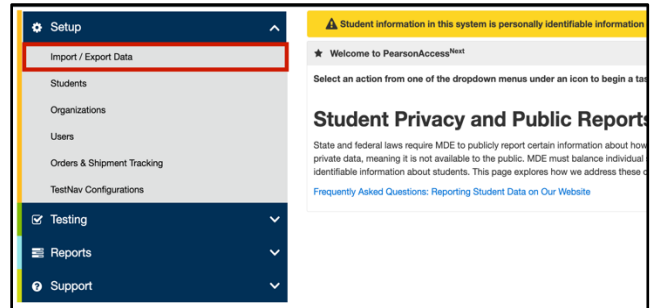 Setup
Import / Export Data
Students
Organizations
Users
Orders & Shipment Tracking
TestNav Configurations
Testing
Reports
Support
Student information in this system is personally identifiable information
Welcome to PearsonAccessNext
Select an action from one of the dropdown menus under an icon to begin a
Student Privacy and Public
State and federal laws require MDE to publicly report certain information about how
private data, meaning it is not available to the public. MDE must balance individual
identifiable information about students. This page explores how we address these
Frequently Asked Questions: Reporting Student Data on Our Website